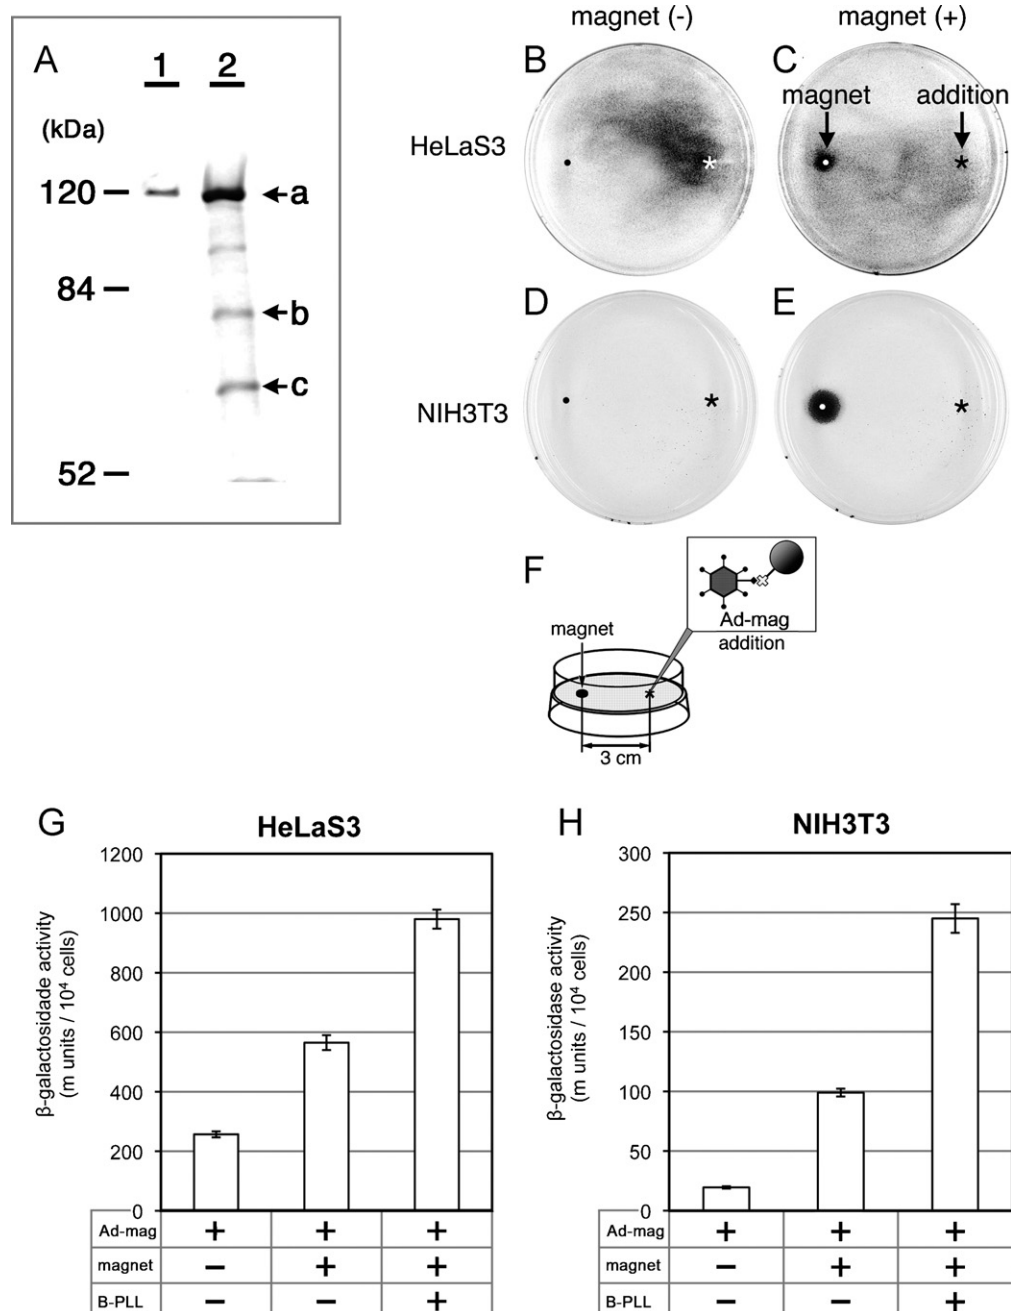 magnet (-)
magnet (+)
A
1
2
(kDa)
120
84
52
a
b
c
B
C
magnet
addition
HeLaS3
D
E
NIH3T3
F
Ad-mag
addition
magnet
*
3 cm
G
HeLaS3
β-galactosidade activity
(m units / 10⁴ cells)
1200
1000
800
600
400
200
0
Ad-mag + + +
magnet − + +
B-PLL − − +
H
NIH3T3
β-galactosidase activity
(m units / 10⁴ cells)
300
250
200
150
100
50
0
Ad-mag + + +
magnet − + +
B-PLL − − +